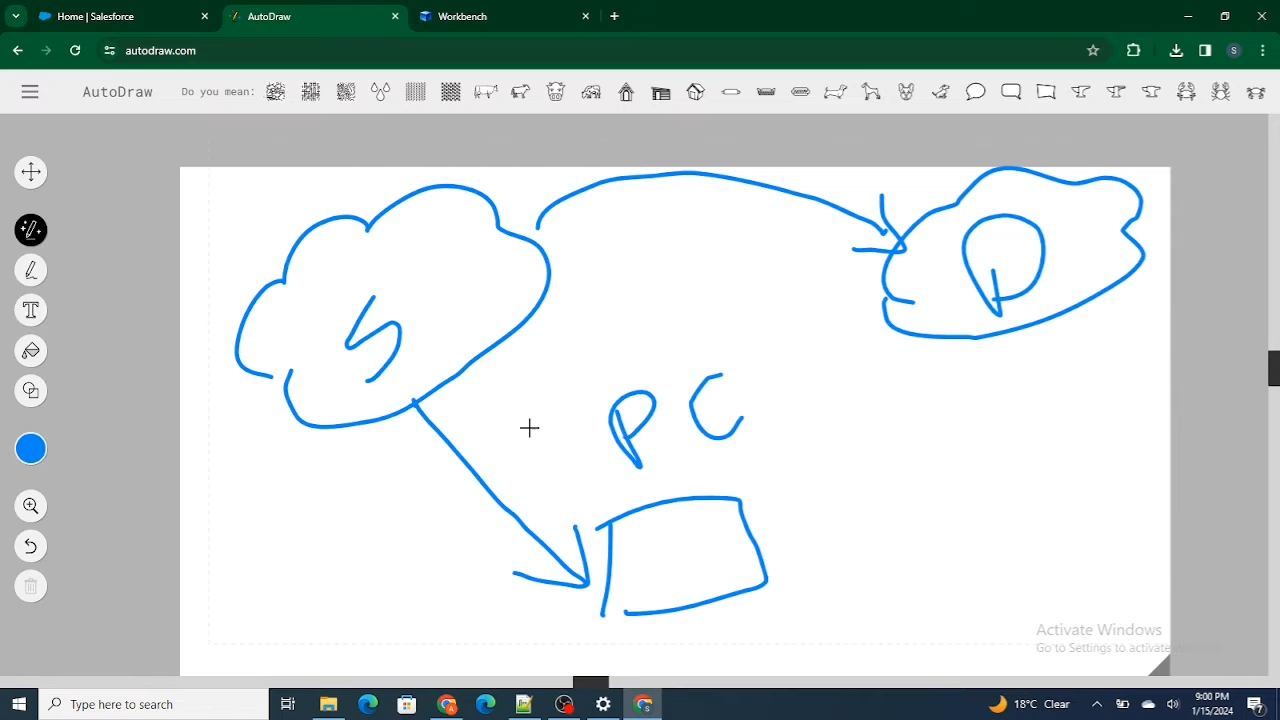 Home | Salesforce
AutoDraw
Workbench
autodraw.com
S
AutoDraw
Do you mean:
S
P
P C
Activate Windows
Go to Settings to activate
Type here to search
18°C Clear
9:00 PM
1/15/2024